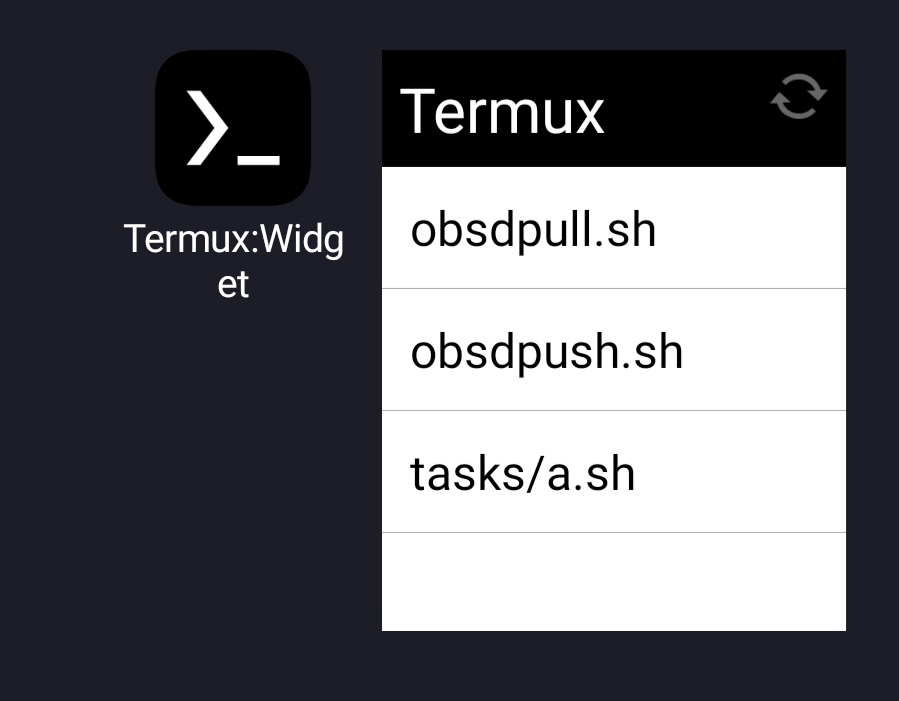 Termux:Widg
et
Termux
obsdpull.sh
obsdpush.sh
tasks/a.sh